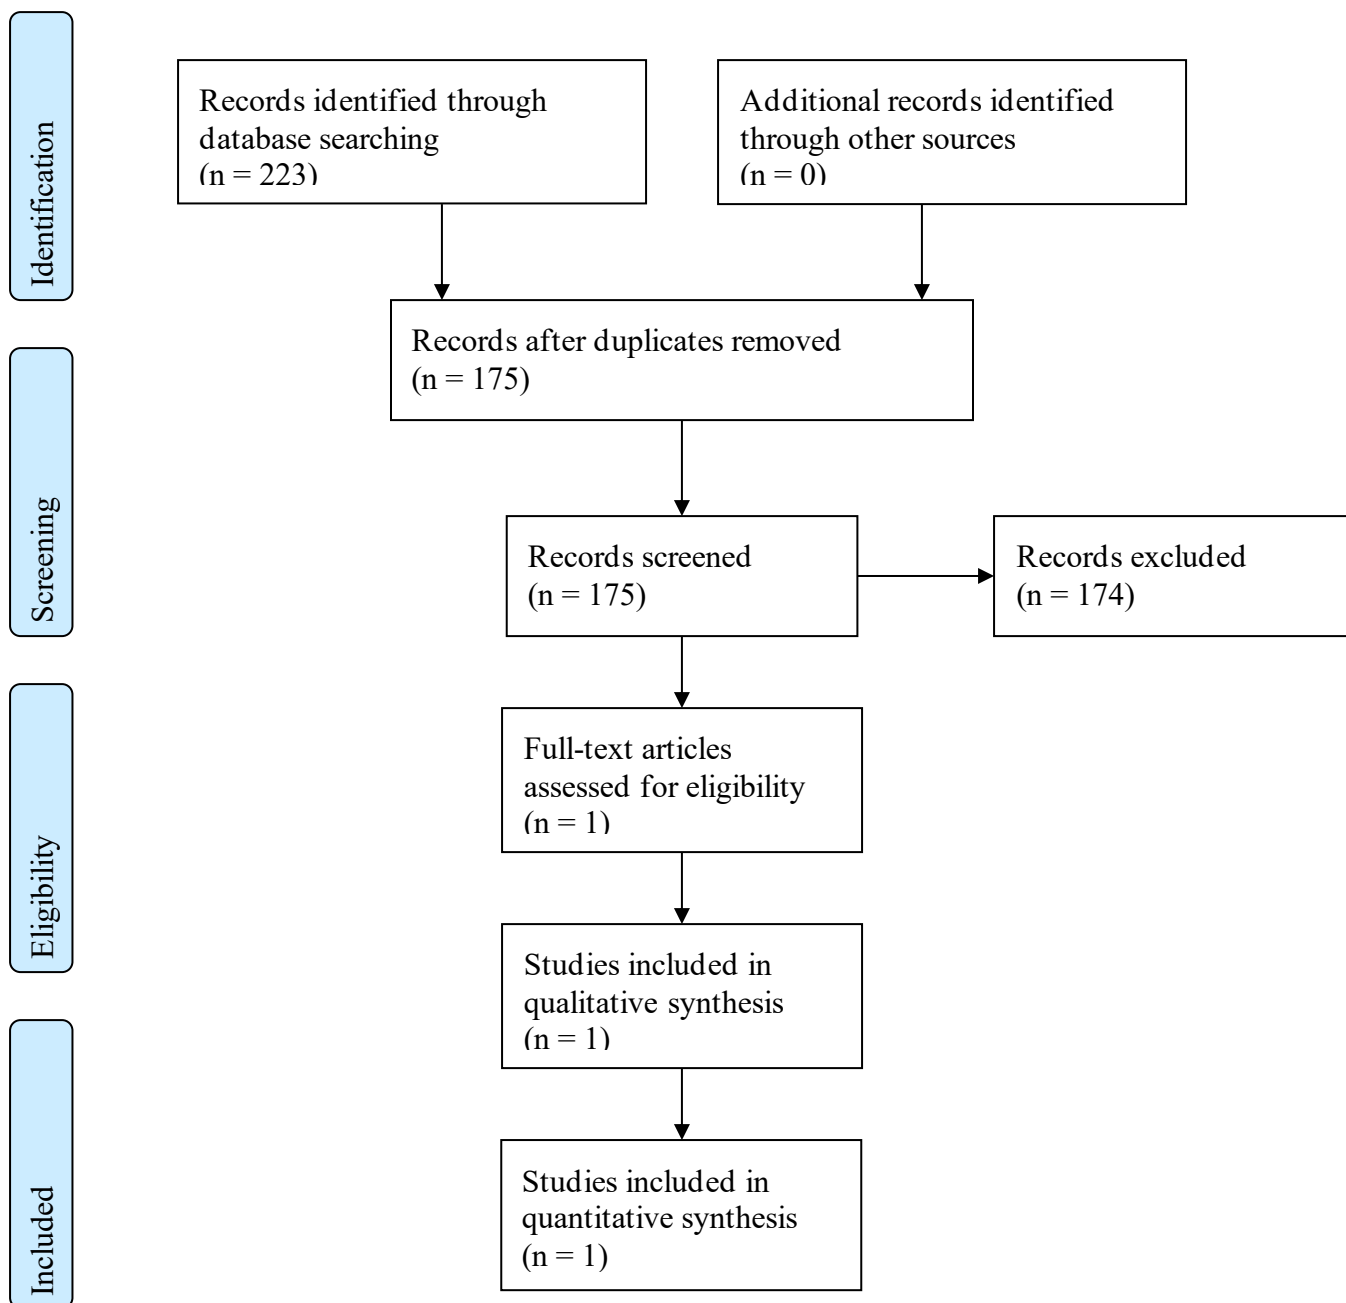 Identification
Records identified through
database searching
(n = 223)
Additional records identified
through other sources
(n = 0)
Records after duplicates removed
(n = 175)
Screening
Records screened
(n = 175)
Records excluded
(n = 174)
Eligibility
Full-text articles
assessed for eligibility
(n = 1)
Studies included in
qualitative synthesis
(n = 1)
Included
Studies included in
quantitative synthesis
(n = 1)